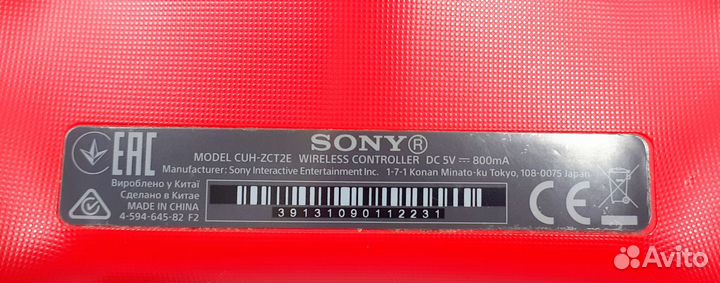 EAC
SONY®
MODEL CUH-ZCT2E WIRELESS CONTROLLER DC 5V ⎓ 800mA
Manufacturer: Sony Interactive Entertainment Inc. 1-7-1 Konan Minato-ku Tokyo, 108-0075 Japan
Вироблено у Китаї
Сделано в Китае
MADE IN CHINA
4-594-645-82 F2
39131090112231
CE
Avito